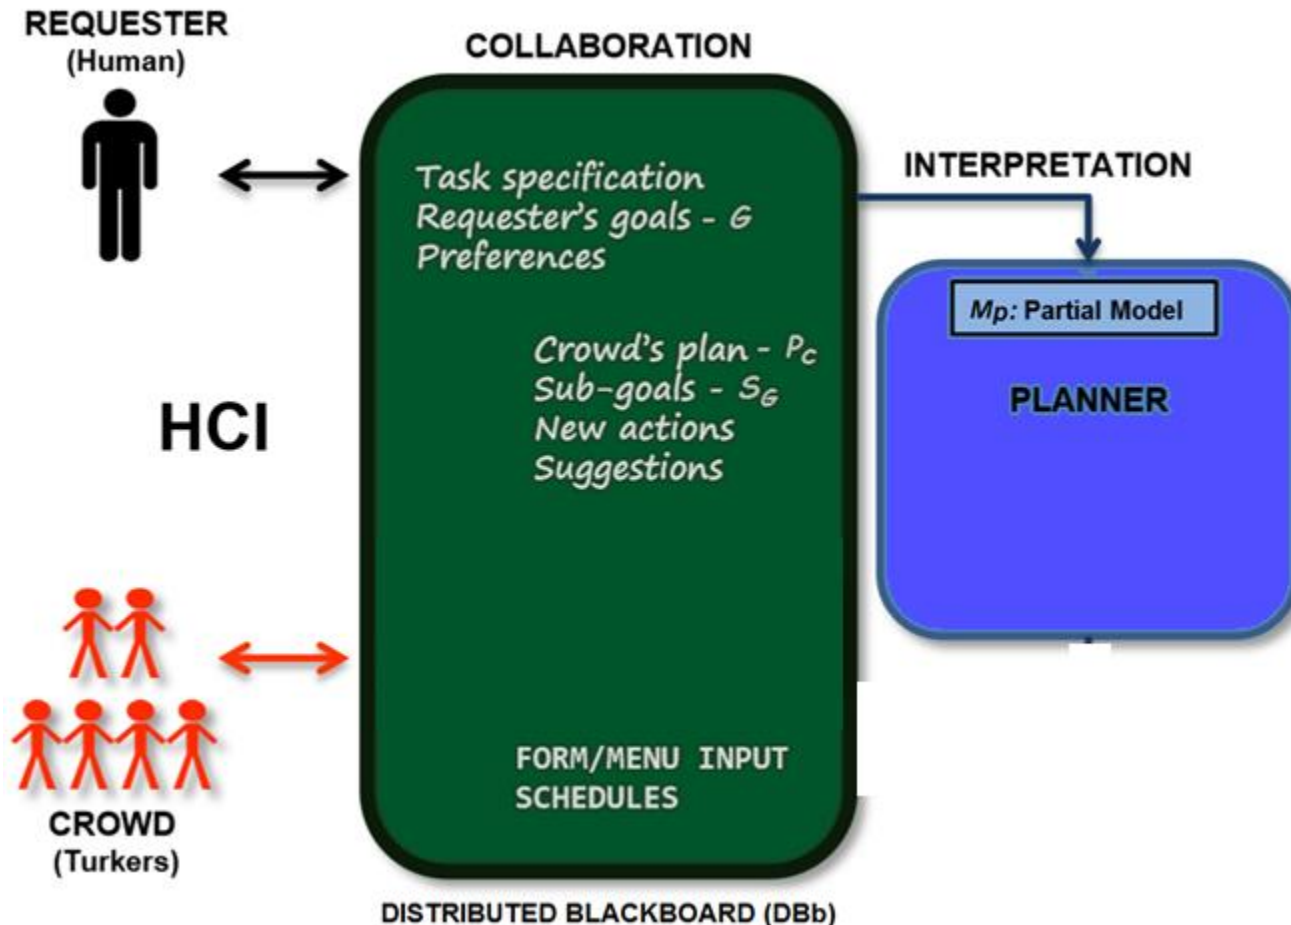 REQUESTER
(Human)
COLLABORATION
Task specification
Requester's goals - G
Preferences
Crowd's plan - PC
Sub-goals - SG
New actions
Suggestions
FORM/MENU INPUT
SCHEDULES
INTERPRETATION
Mp: Partial Model
PLANNER
HCI
CROWD
(Turkers)
DISTRIBUTED BLACKBOARD (DBb)